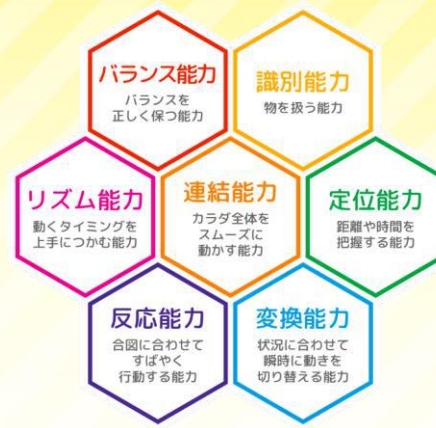 バランス能力
バランスを
正しく保つ能力
識別能力
物を扱う能力
リズム能力
動くタイミングを
上手につかむ能力
連結能力
カラダ全体を
スムーズに
動かす能力
定位能力
距離や時間を
把握する能力
反応能力
合図に合わせて
すばやく
行動する能力
変換能力
状況に合わせて
瞬時に動きを
切り替える能力